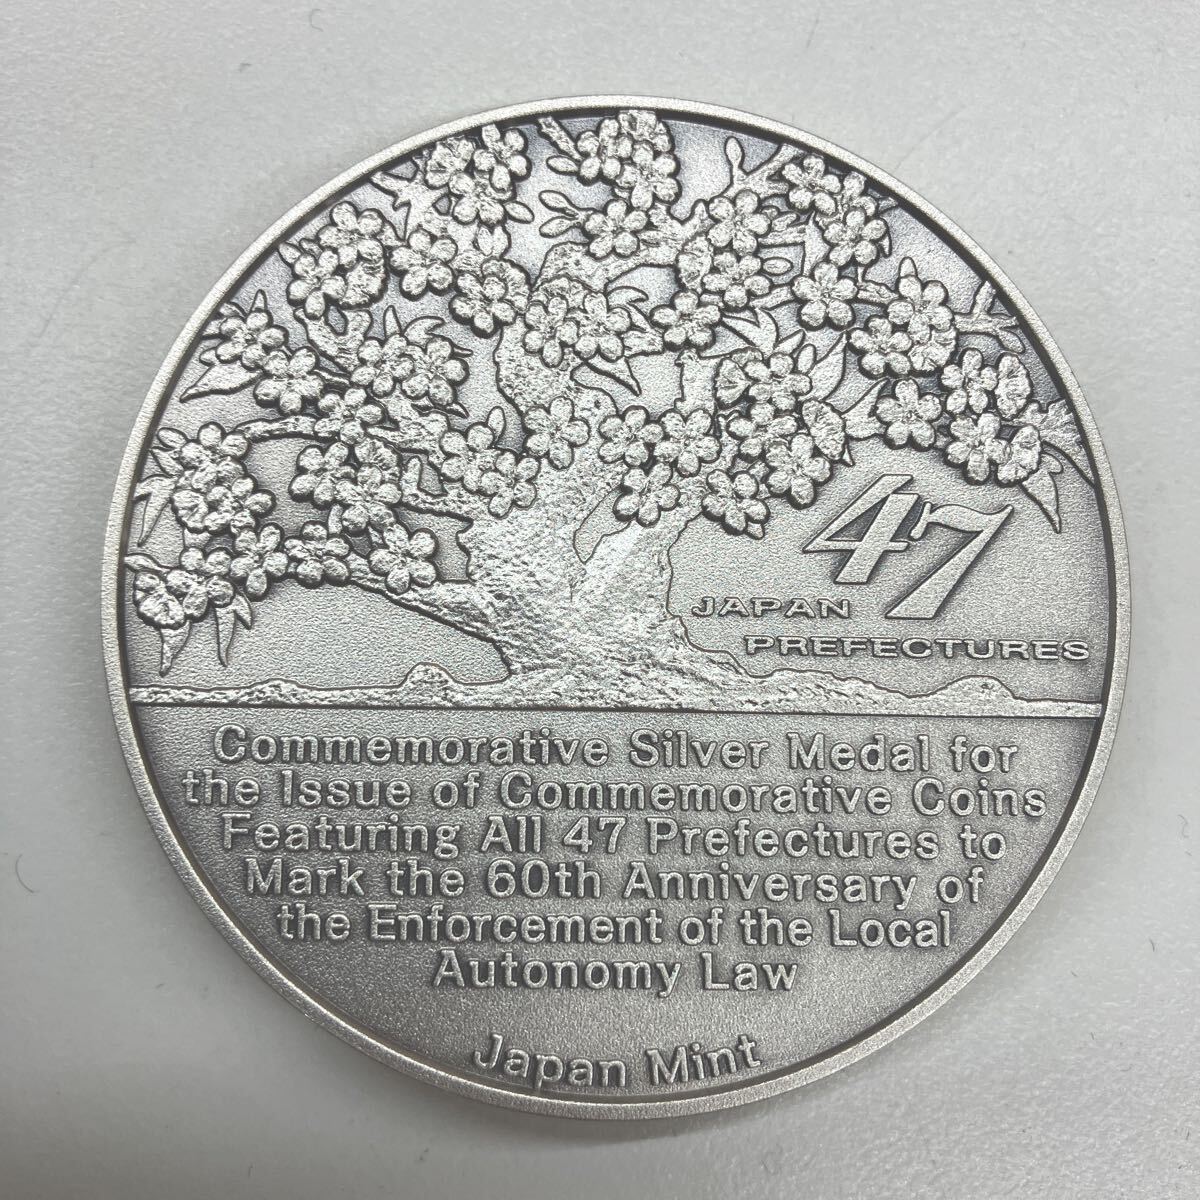 47
JAPAN
PREFECTURES
Commemorative Silver Medal for
the Issue of Commemorative Coins
Featuring All 47 Prefectures to
Mark the 60th Anniversary of
the Enforcement of the Local
Autonomy Law
Japan Mint